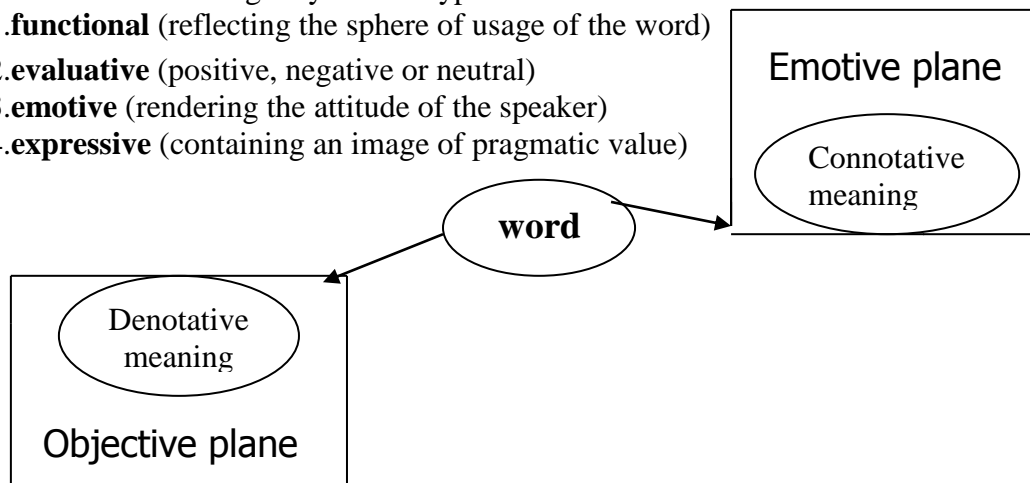 .functional (reflecting the sphere of usage of the word)
.evaluative (positive, negative or neutral)
.emotive (rendering the attitude of the speaker)
.expressive (containing an image of pragmatic value)
Emotive plane
Connotative
meaning
word
Denotative
meaning
Objective plane